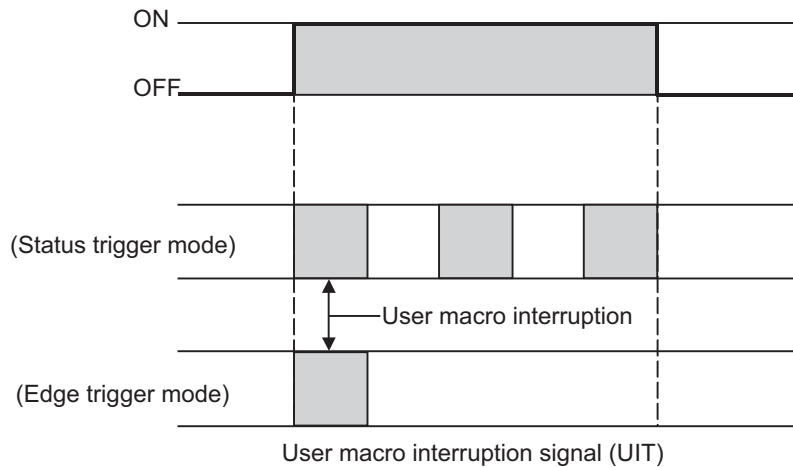 ON
OFF
(Status trigger mode)
User macro interruption
(Edge trigger mode)
User macro interruption signal (UIT)